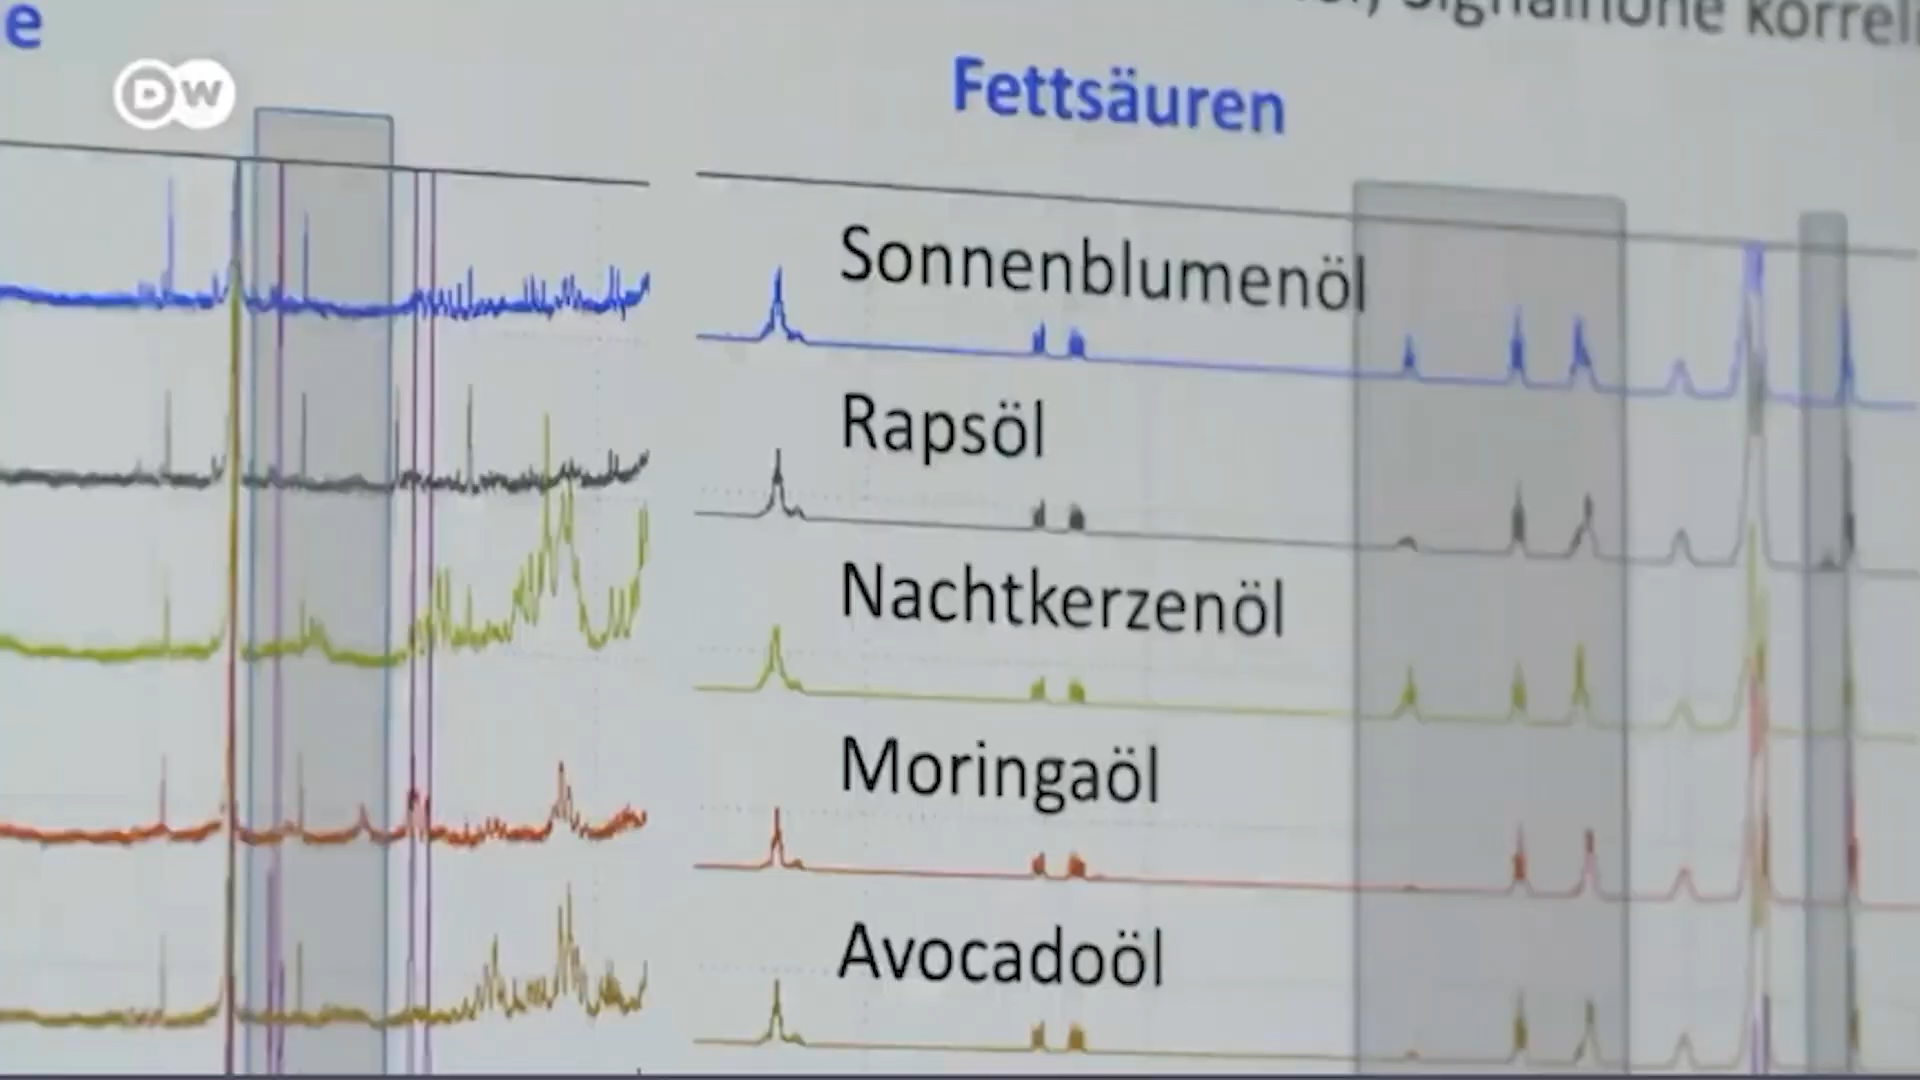 e
DW
Fettsäuren
Sonnenblumenöl
Rapsöl
Nachtkerzenöl
Moringaöl
Avocadoöl